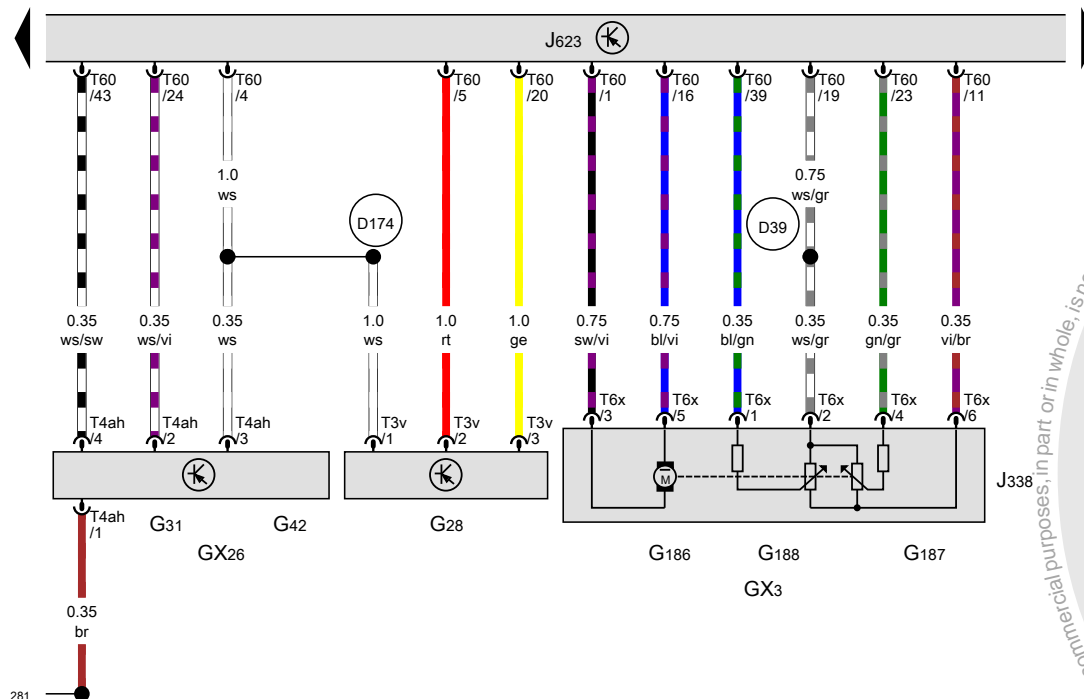 J623
T60 /43
T60 /24
T60 /4
T60 /5
T60 /20
T60 /1
T60 /16
T60 /39
T60 /19
T60 /23
T60 /11
1.0 ws
0.75 ws/gr
D174
D39
0.35 ws/sw
0.35 ws/vi
0.35 ws
1.0 ws
1.0 rt
1.0 ge
0.75 sw/vi
0.75 bl/vi
0.35 bl/gn
0.35 ws/gr
0.35 gn/gr
0.35 vi/br
T4ah /4
T4ah /2
T4ah /3
T3v /1
T3v /2
T3v /3
T6x /3
T6x /5
T6x /1
T6x /2
T6x /4
T6x /6
M
J338
T4ah /1
G31
G42
GX26
G28
G186
G188
G187
GX3
0.35 br
281
mmercial purposes, in part or in whole, is